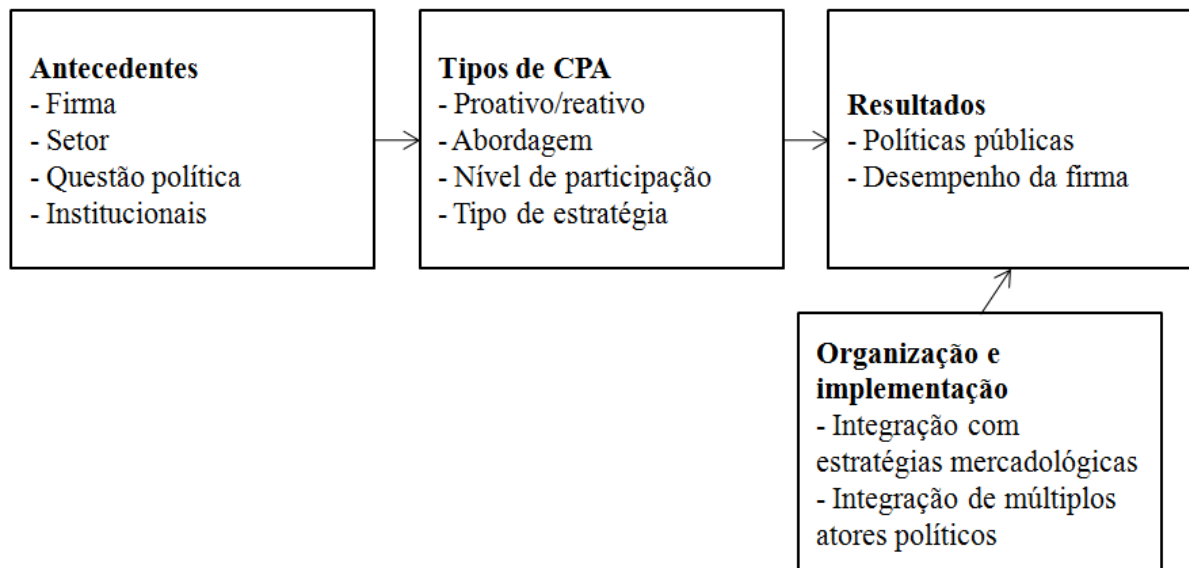 Antecedentes
- Firma
- Setor
- Questão política
- Institucionais
Tipos de CPA
- Proativo/reativo
- Abordagem
- Nível de participação
- Tipo de estratégia
Resultados
- Políticas públicas
- Desempenho da firma
Organização e
implementação
- Integração com
estratégias mercadológicas
- Integração de múltiplos
atores políticos